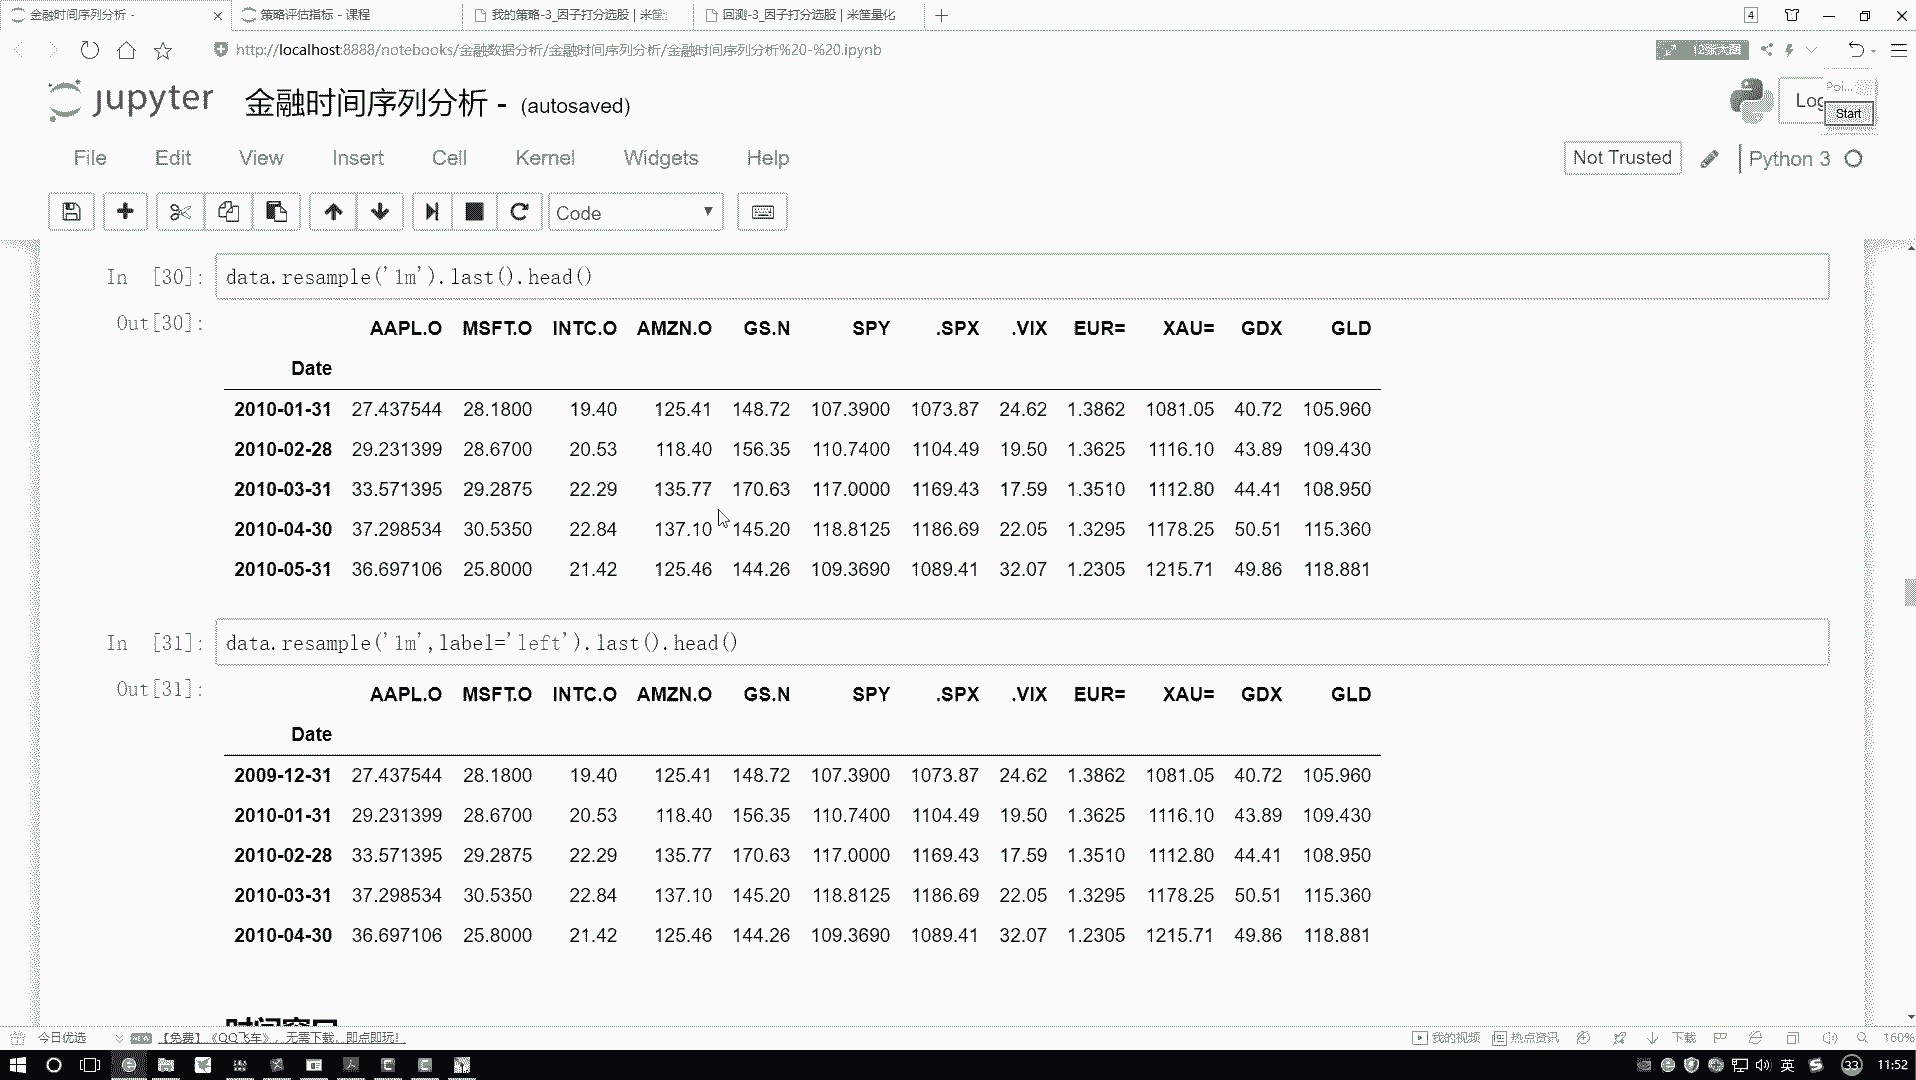 金融时间序列分析 -
策略评估指标 - 课程
我的策略-3_因子打分选股 | 米筐
回测-3_因子打分选股 | 米筐量化
4
http://localhost:8888/notebooks/金融数据分析/金融时间序列分析/金融时间序列分析%20-%20.ipynb
12张大图
jupyter 金融时间序列分析 - (autosaved)
Poi...
Log
Start
File Edit View Insert Cell Kernel Widgets Help
Not Trusted
Python 3
Code
In [30]: data.resample('1m').last().head()
Out[30]:
AAPL.O MSFT.O INTC.O AMZN.O GS.N SPY .SPX .VIX EUR= XAU= GDX GLD
Date
2010-01-31 27.437544 28.1800 19.40 125.41 148.72 107.3900 1073.87 24.62 1.3862 1081.05 40.72 105.960
2010-02-28 29.231399 28.6700 20.53 118.40 156.35 110.7400 1104.49 19.50 1.3625 1116.10 43.89 109.430
2010-03-31 33.571395 29.2875 22.29 135.77 170.63 117.0000 1169.43 17.59 1.3510 1112.80 44.41 108.950
2010-04-30 37.298534 30.5350 22.84 137.10 145.20 118.8125 1186.69 22.05 1.3295 1178.25 50.51 115.360
2010-05-31 36.697106 25.8000 21.42 125.46 144.26 109.3690 1089.41 32.07 1.2305 1215.71 49.86 118.881
In [31]: data.resample('1m',label='left').last().head()
Out[31]:
AAPL.O MSFT.O INTC.O AMZN.O GS.N SPY .SPX .VIX EUR= XAU= GDX GLD
Date
2009-12-31 27.437544 28.1800 19.40 125.41 148.72 107.3900 1073.87 24.62 1.3862 1081.05 40.72 105.960
2010-01-31 29.231399 28.6700 20.53 118.40 156.35 110.7400 1104.49 19.50 1.3625 1116.10 43.89 109.430
2010-02-28 33.571395 29.2875 22.29 135.77 170.63 117.0000 1169.43 17.59 1.3510 1112.80 44.41 108.950
2010-03-31 37.298534 30.5350 22.84 137.10 145.20 118.8125 1186.69 22.05 1.3295 1178.25 50.51 115.360
2010-04-30 36.697106 25.8000 21.42 125.46 144.26 109.3690 1089.41 32.07 1.2305 1215.71 49.86 118.881
时间窗口
今日优选
NEW 【免费】《QQ飞车》，无需下载，即点即玩！
我的视频
热点资讯
下载
160%
英
33
11:52